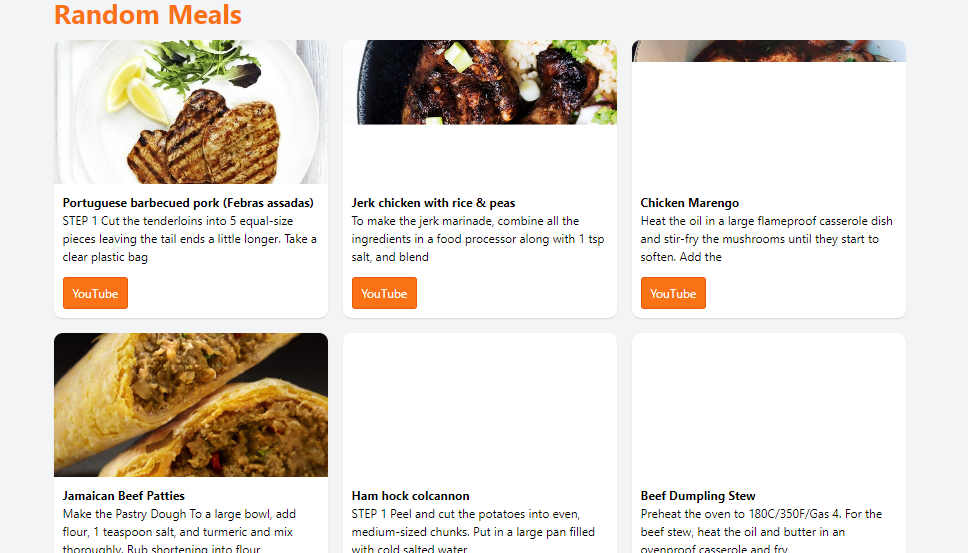 Random Meals
Portuguese barbecued pork (Febras assadas)
STEP 1 Cut the tenderloins into 5 equal-size
pieces leaving the tail ends a little longer. Take a
clear plastic bag
YouTube
Jerk chicken with rice & peas
To make the jerk marinade, combine all the
ingredients in a food processor along with 1 tsp
salt, and blend
YouTube
Chicken Marengo
Heat the oil in a large flameproof casserole dish
and stir-fry the mushrooms until they start to
soften. Add the
YouTube
Jamaican Beef Patties
Make the Pastry Dough To a large bowl, add
flour, 1 teaspoon salt, and turmeric and mix
thoroughly. Rub shortening into flour
Ham hock colcannon
STEP 1 Peel and cut the potatoes into even,
medium-sized chunks. Put in a large pan filled
with cold salted water
Beef Dumpling Stew
Preheat the oven to 180C/350F/Gas 4. For the
beef stew, heat the oil and butter in an
ovenproof casserole and fry